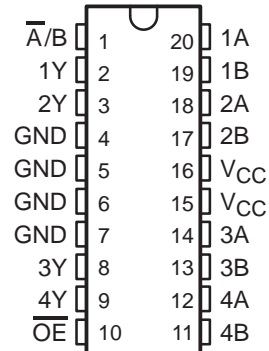 A̅/B 1 20 1A
1Y 2 19 1B
2Y 3 18 2A
GND 4 17 2B
GND 5 16 VCC
GND 6 15 VCC
GND 7 14 3A
3Y 8 13 3B
4Y 9 12 4A
O̅E̅ 10 11 4B